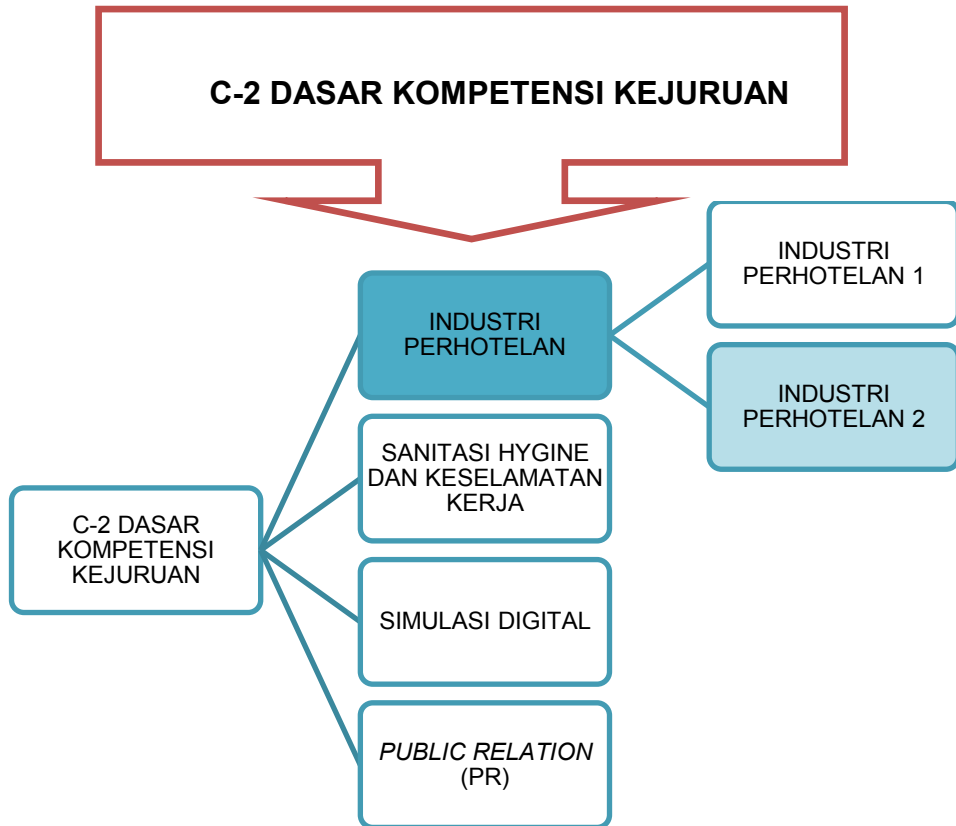 C-2 DASAR KOMPETENSI KEJURUAN
INDUSTRI
PERHOTELAN 1
INDUSTRI
PERHOTELAN
INDUSTRI
PERHOTELAN 2
SANITASI HYGINE
DAN KESELAMATAN
KERJA
C-2 DASAR
KOMPETENSI
KEJURUAN
SIMULASI DIGITAL
PUBLIC RELATION
(PR)